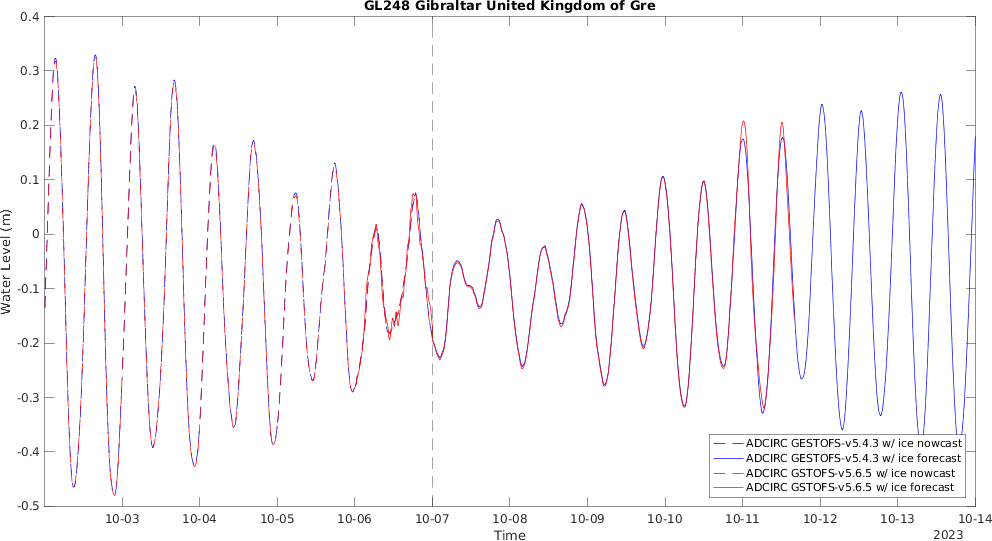 GL248 Gibraltar United Kingdom of Gre
0.4
0.3
0.2
0.1
0
-0.1
-0.2
-0.3
-0.4
-0.5
Water Level (m)
ADCIRC GESTOFS-v5.4.3 w/ ice nowcast
ADCIRC GESTOFS-v5.4.3 w/ ice forecast
ADCIRC GSTOFS-v5.6.5 w/ ice nowcast
ADCIRC GSTOFS-v5.6.5 w/ ice forecast
10-03 10-04 10-05 10-06 10-07 10-08 10-09 10-10 10-11 10-12 10-13 10-14
Time
2023